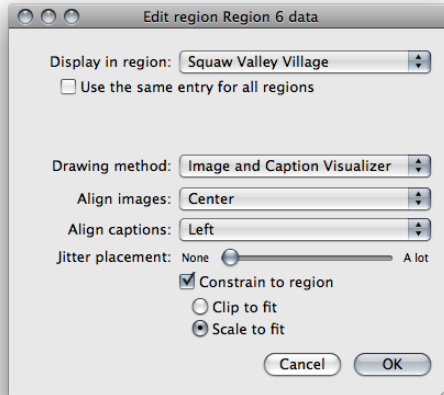 Edit region Region 6 data
Display in region: Squaw Valley Village
Use the same entry for all regions
Drawing method: Image and Caption Visualizer
Align images: Center
Align captions: Left
Jitter placement: None A lot
Constrain to region
Clip to fit
Scale to fit
Cancel OK